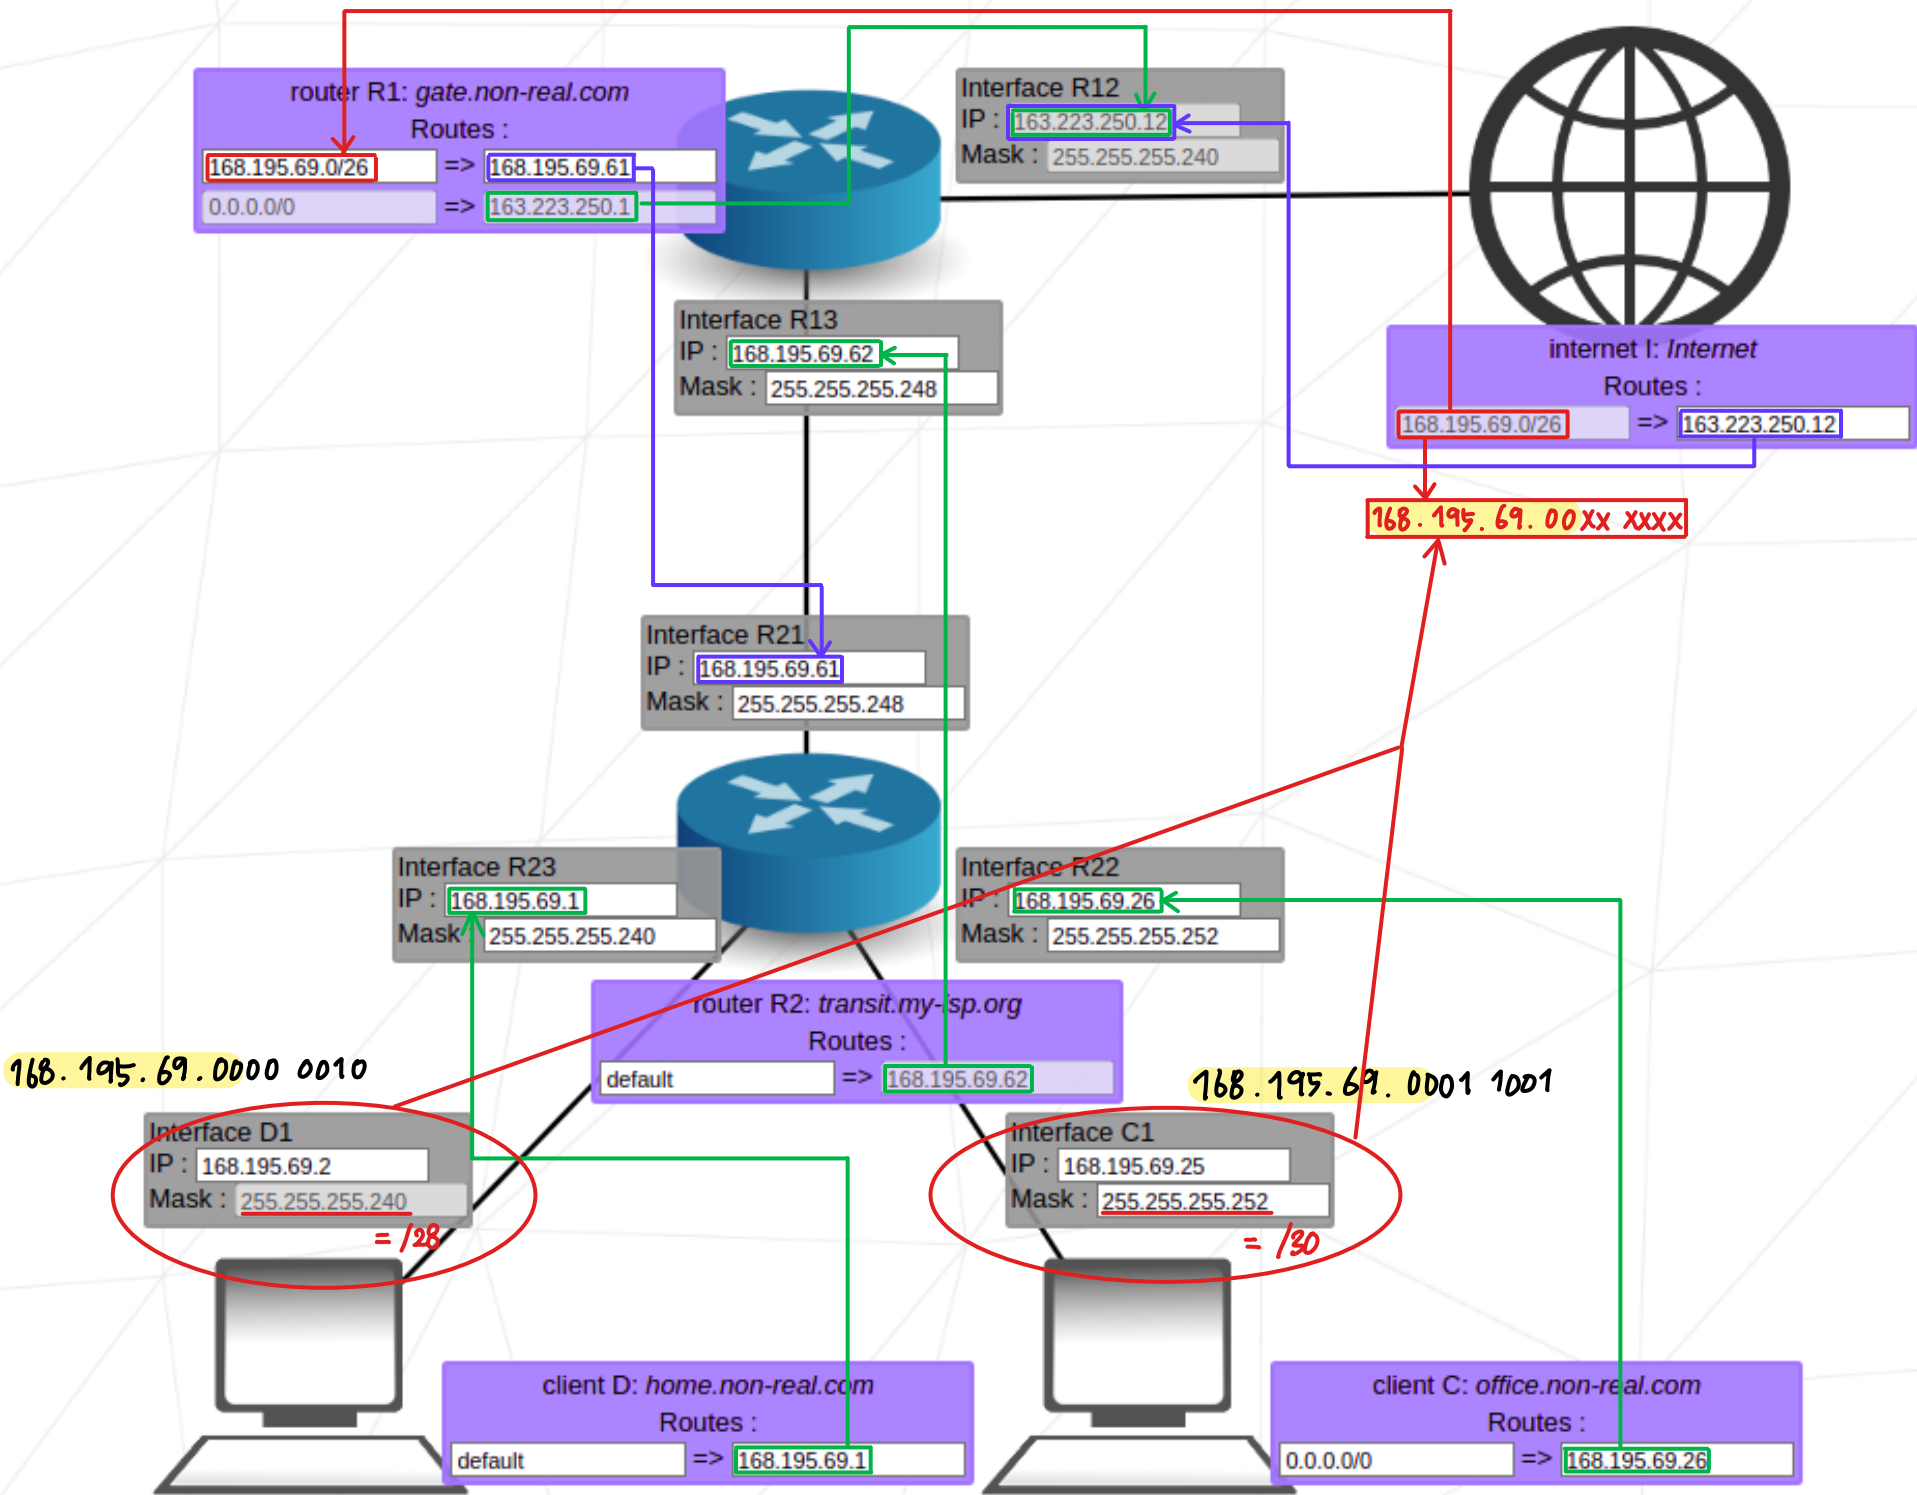 router R1: gate.non-real.com
Routes :
168.195.69.0/26 => 168.195.69.61
0.0.0.0/0 => 163.223.250.1
Interface R12
IP : 163.223.250.12
Mask : 255.255.255.240
Interface R13
IP : 168.195.69.62
Mask : 255.255.255.248
internet I: Internet
Routes :
168.195.69.0/26 => 163.223.250.12
168.195.69.00XX XXXX
Interface R21
IP : 168.195.69.61
Mask : 255.255.255.248
Interface R23
IP : 168.195.69.1
Mask : 255.255.255.240
Interface R22
IP : 168.195.69.26
Mask : 255.255.255.252
router R2: transit.my-isp.org
Routes :
default => 168.195.69.62
168.195.69.0000 0010
168.195.69.0001 1001
Interface D1
IP : 168.195.69.2
Mask : 255.255.255.240
= /28
Interface C1
IP : 168.195.69.25
Mask : 255.255.255.252
= /30
client D: home.non-real.com
Routes :
default => 168.195.69.1
client C: office.non-real.com
Routes :
0.0.0.0/0 => 168.195.69.26